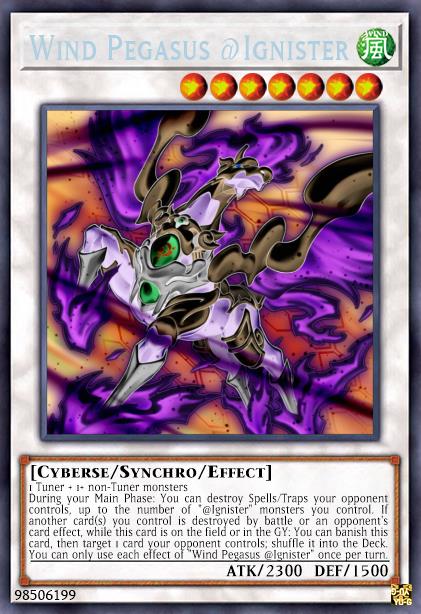 Wind Pegasus @Ignister
WIND
風
[Cyberse/Synchro/Effect]
1 Tuner + 1+ non-Tuner monsters
During your Main Phase: You can destroy Spells/Traps your opponent
controls, up to the number of "@Ignister" monsters you control. If
another card(s) you control is destroyed by battle or an opponent's
card effect, while this card is on the field or in the GY: You can banish
this card, then target 1 card your opponent controls; shuffle it into the Deck.
You can only use each effect of "Wind Pegasus @Ignister" once per turn.
ATK/2300 DEF/1500
98506199